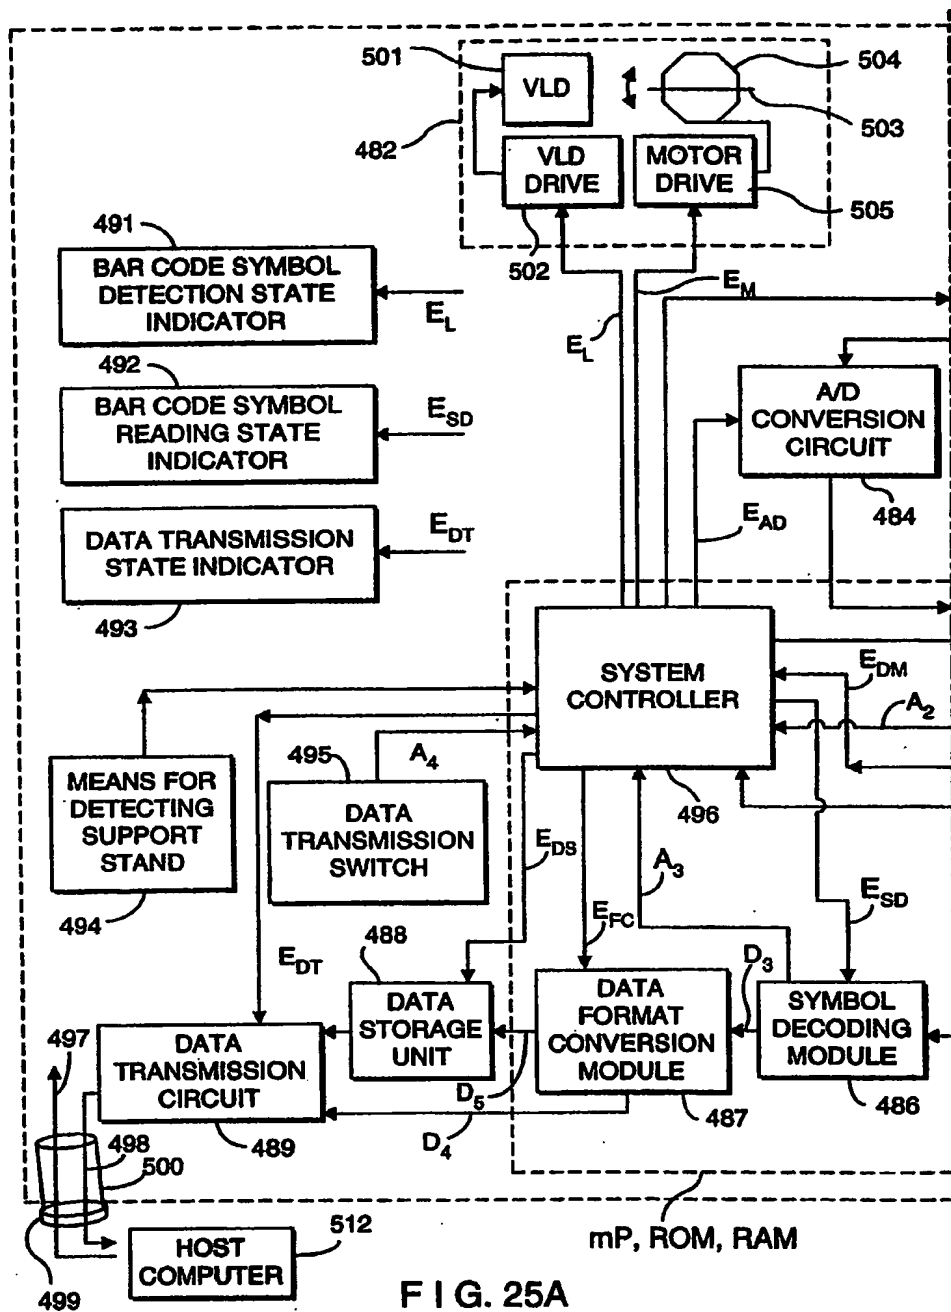 501
VLD
504
503
482
VLD
DRIVE
MOTOR
DRIVE
502
505
491
BAR CODE SYMBOL
DETECTION STATE
INDICATOR
E_L
E_M
E_L
492
BAR CODE SYMBOL
READING STATE
INDICATOR
E_SD
A/D
CONVERSION
CIRCUIT
484
E_AD
DATA TRANSMISSION
STATE INDICATOR
E_DT
493
SYSTEM
CONTROLLER
E_DM
A_2
495
A_4
496
MEANS FOR
DETECTING
SUPPORT
STAND
494
DATA
TRANSMISSION
SWITCH
E_DS
A_3
E_FC
E_SD
E_DT
488
DATA
STORAGE
UNIT
DATA
FORMAT
CONVERSION
MODULE
D_3
SYMBOL
DECODING
MODULE
497
DATA
TRANSMISSION
CIRCUIT
D_5
487
486
489
D_4
498
500
499
HOST
COMPUTER
512
mP, ROM, RAM
FIG. 25A